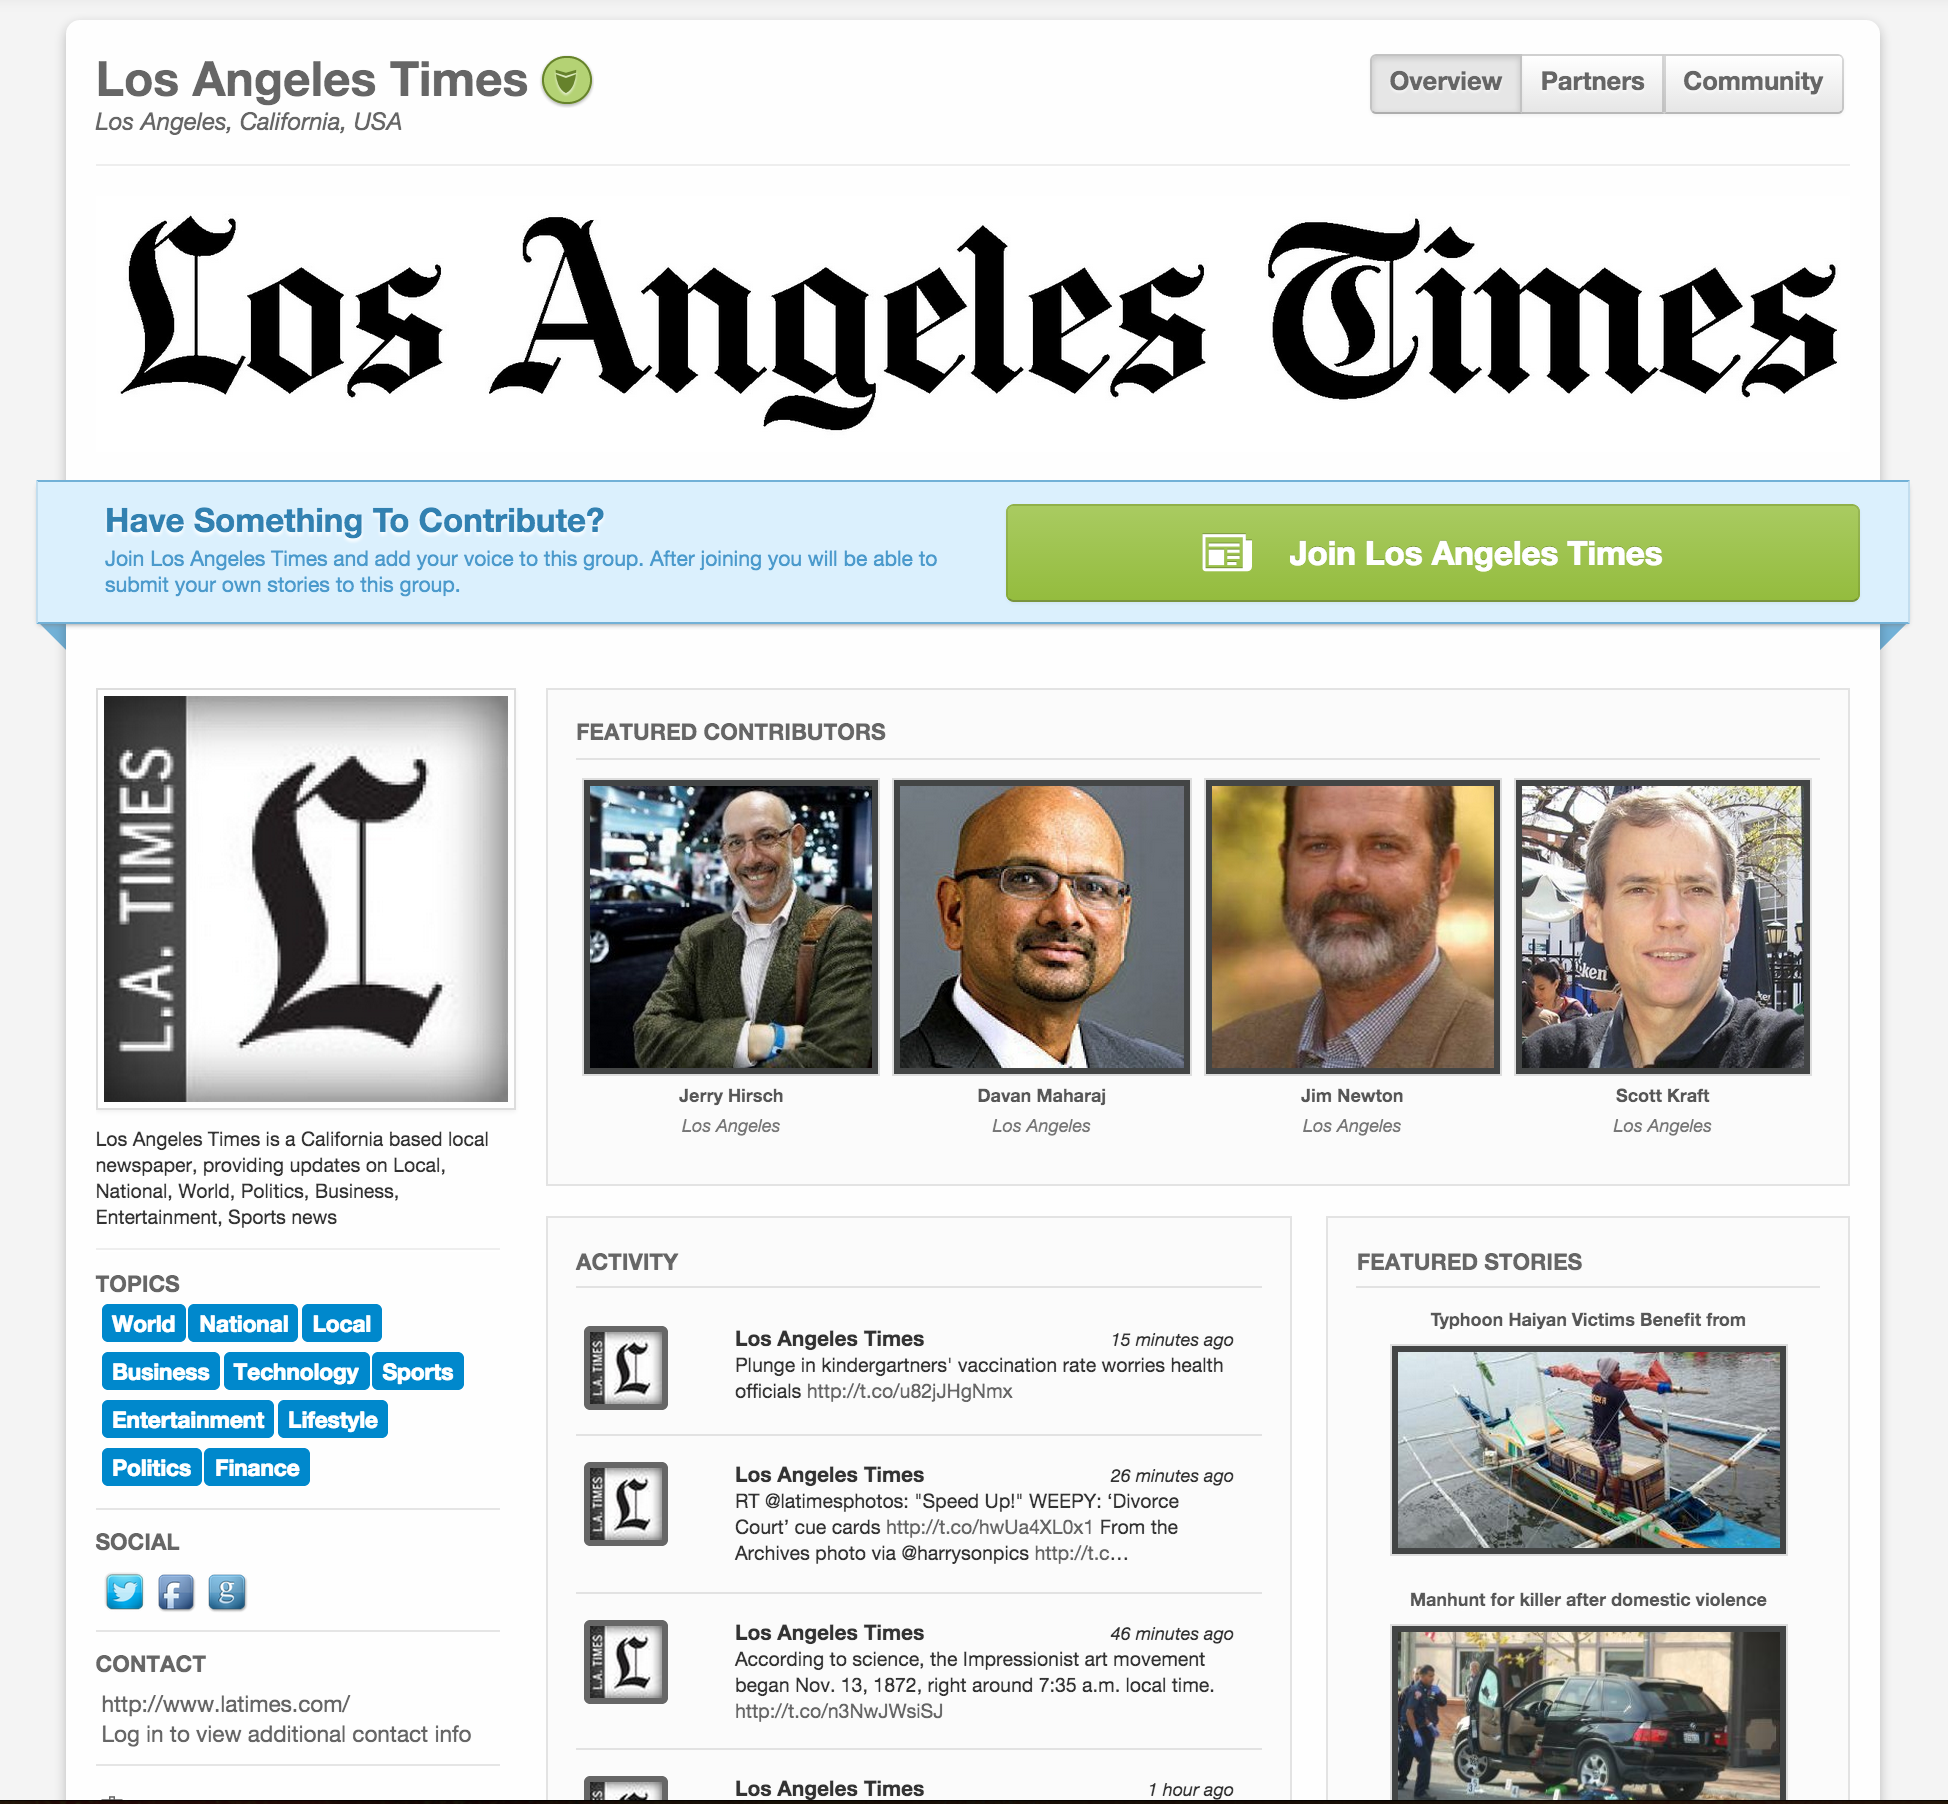 Los Angeles Times
Los Angeles, California, USA
Overview
Partners
Community
Los Angeles Times
Have Something To Contribute?
Join Los Angeles Times and add your voice to this group. After joining you will be able to
submit your own stories to this group.
Join Los Angeles Times
L.A. TIMES
L
Los Angeles Times is a California based local
newspaper, providing updates on Local,
National, World, Politics, Business,
Entertainment, Sports news
TOPICS
World National Local
Business Technology Sports
Entertainment Lifestyle
Politics Finance
SOCIAL
CONTACT
http://www.latimes.com/
Log in to view additional contact info
FEATURED CONTRIBUTORS
Jerry Hirsch
Los Angeles
Davan Maharaj
Los Angeles
Jim Newton
Los Angeles
Scott Kraft
Los Angeles
ACTIVITY
L.A. TIMES L
Los Angeles Times
15 minutes ago
Plunge in kindergartners' vaccination rate worries health
officials http://t.co/u82jJHgNmx
L.A. TIMES L
Los Angeles Times
26 minutes ago
RT @latimesphotos: "Speed Up!" WEEPY: ‘Divorce
Court’ cue cards http://t.co/hwUa4XL0x1 From the
Archives photo via @harrysonpics http://t.c…
L.A. TIMES L
Los Angeles Times
46 minutes ago
According to science, the Impressionist art movement
began Nov. 13, 1872, right around 7:35 a.m. local time.
http://t.co/n3NwJWsiSJ
Los Angeles Times
1 hour ago
FEATURED STORIES
Typhoon Haiyan Victims Benefit from
Manhunt for killer after domestic violence